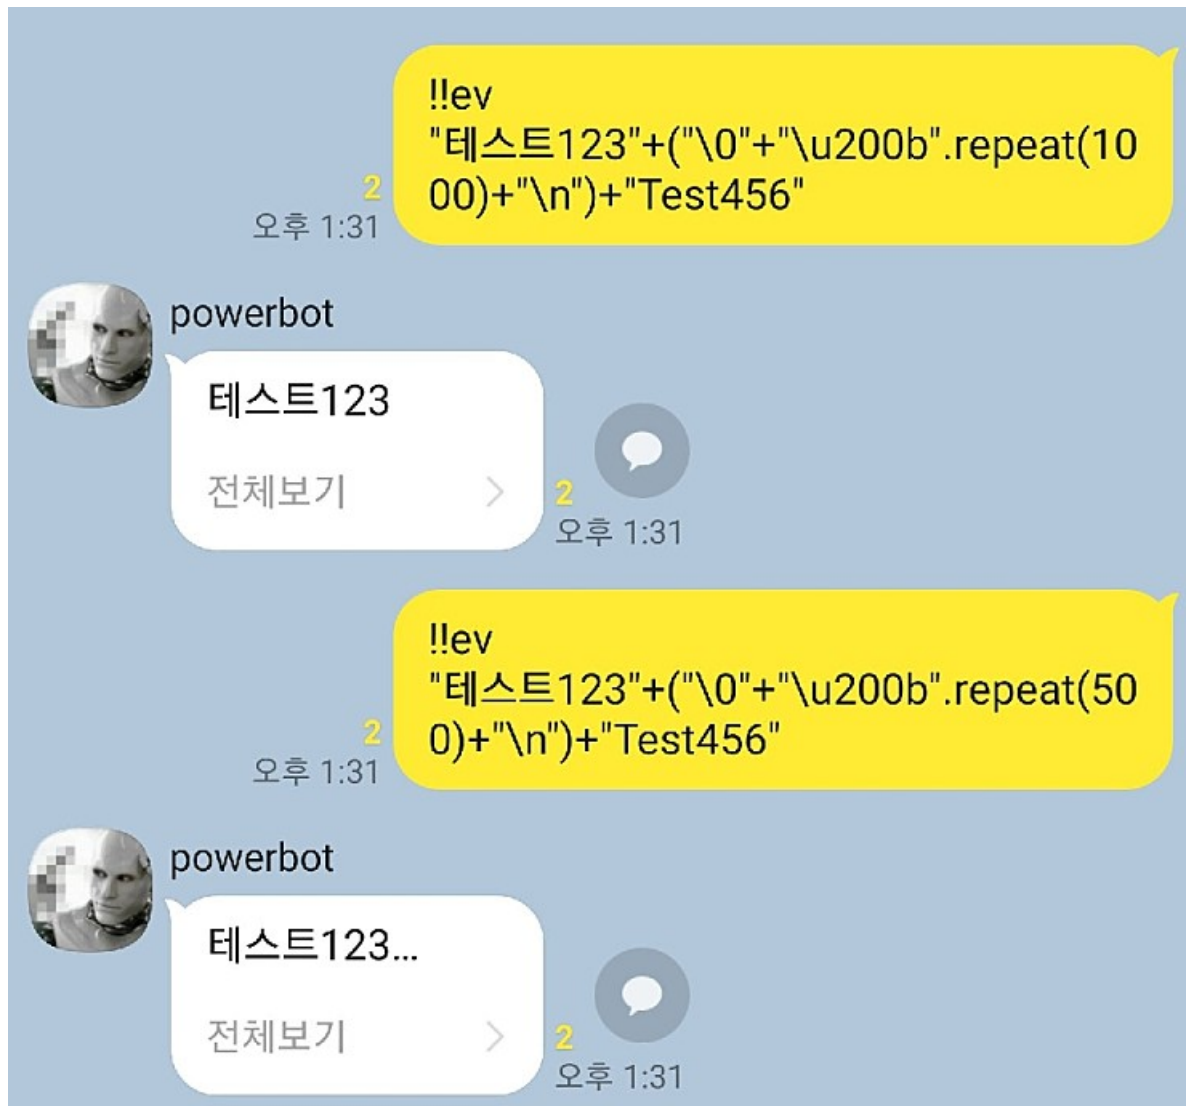 !!ev
"테스트123"+("\0"+"\u200b".repeat(10
00)+"\n")+"Test456"
2
오후 1:31
powerbot
테스트123
전체보기
2
오후 1:31
!!ev
"테스트123"+("\0"+"\u200b".repeat(50
0)+"\n")+"Test456"
2
오후 1:31
powerbot
테스트123...
전체보기
2
오후 1:31